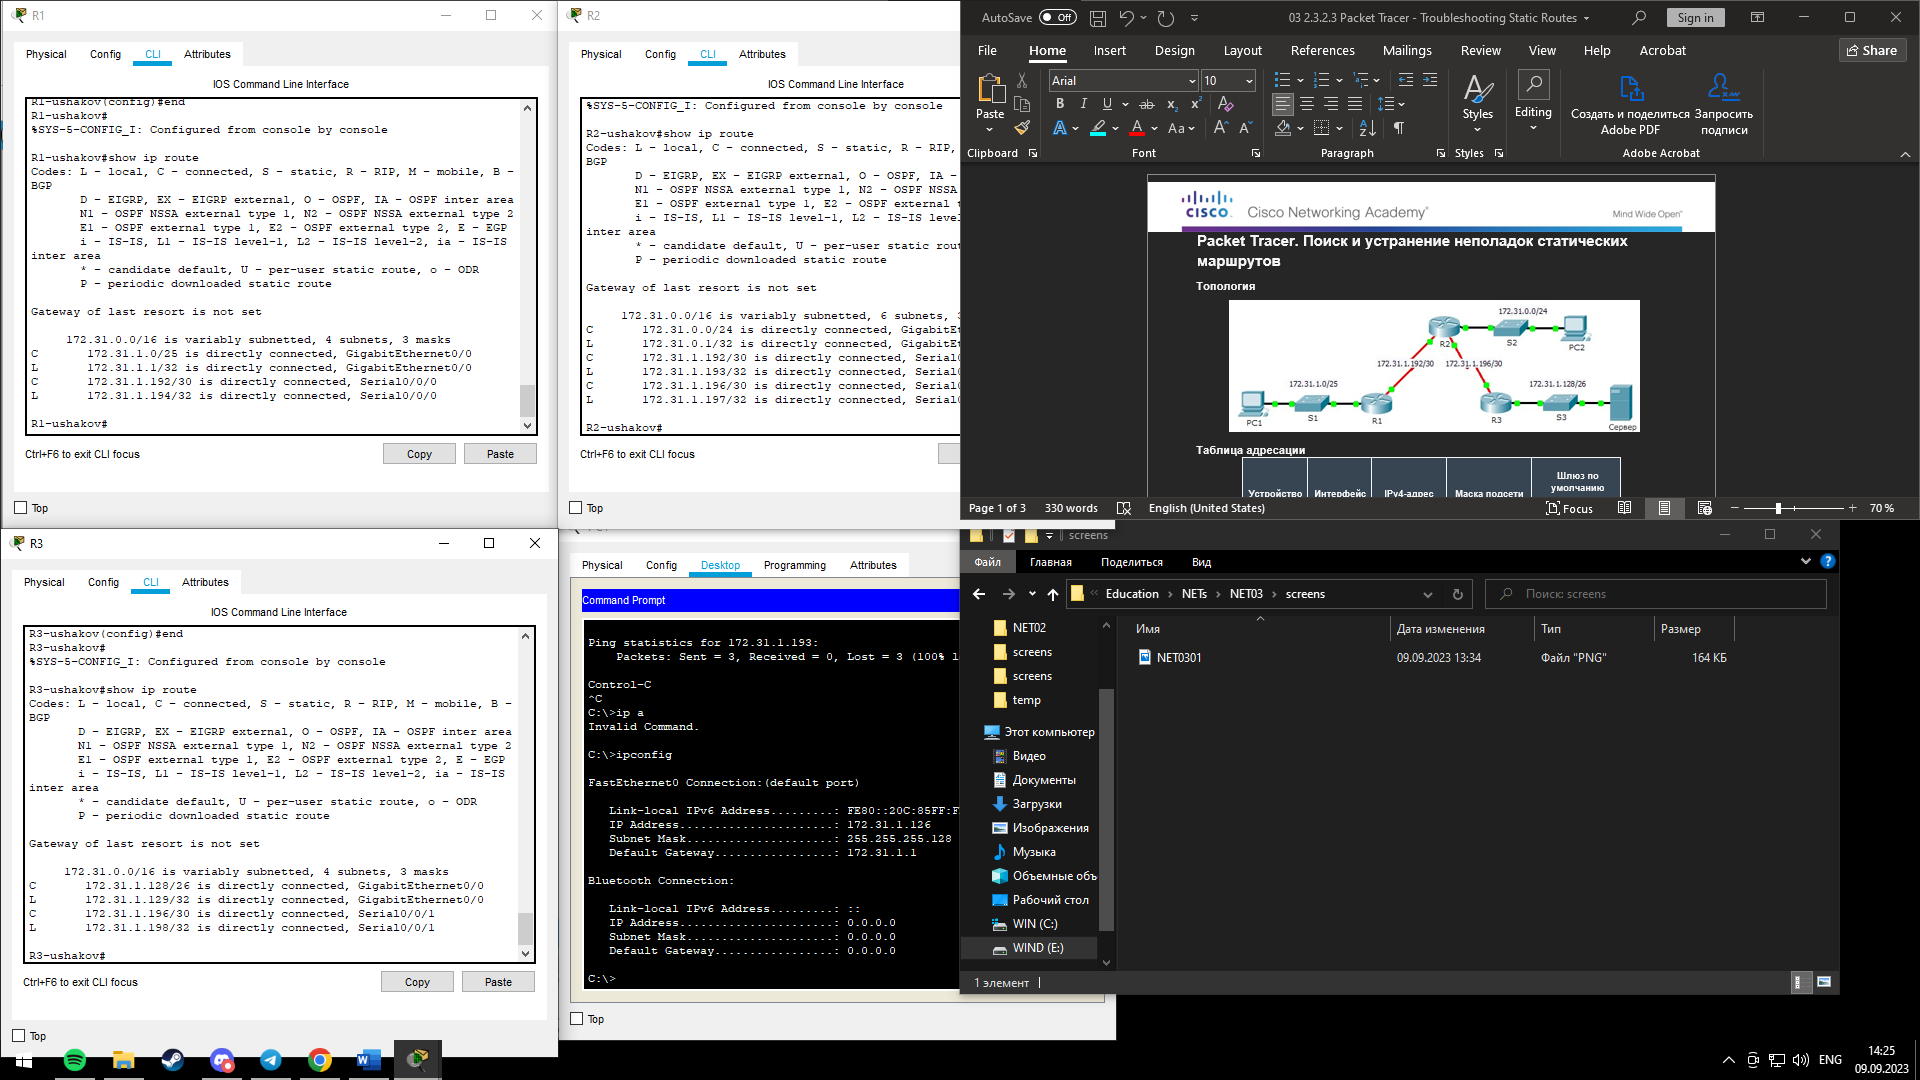 R1
Physical Config CLI Attributes
IOS Command Line Interface
R1-ushakov(config)#end
R1-ushakov#
%SYS-5-CONFIG_I: Configured from console by console
R1-ushakov#show ip route
Codes: L - local, C - connected, S - static, R - RIP, M - mobile, B -
BGP
D - EIGRP, EX - EIGRP external, O - OSPF, IA - OSPF inter area
N1 - OSPF NSSA external type 1, N2 - OSPF NSSA external type 2
E1 - OSPF external type 1, E2 - OSPF external type 2, E - EGP
i - IS-IS, L1 - IS-IS level-1, L2 - IS-IS level-2, ia - IS-IS
inter area
* - candidate default, U - per-user static route, o - ODR
P - periodic downloaded static route
Gateway of last resort is not set
172.31.0.0/16 is variably subnetted, 4 subnets, 3 masks
C 172.31.1.0/25 is directly connected, GigabitEthernet0/0
L 172.31.1.1/32 is directly connected, GigabitEthernet0/0
C 172.31.1.192/30 is directly connected, Serial0/0/0
L 172.31.1.194/32 is directly connected, Serial0/0/0
R1-ushakov#
Ctrl+F6 to exit CLI focus
Copy Paste
Top
R2
Physical Config CLI Attributes
IOS Command Line Interface
%SYS-5-CONFIG_I: Configured from console by console
R2-ushakov#show ip route
Codes: L - local, C - connected, S - static, R - RIP,
BGP
D - EIGRP, EX - EIGRP external, O - OSPF, IA -
N1 - OSPF NSSA external type 1, N2 - OSPF NSSA
E1 - OSPF external type 1, E2 - OSPF external t
i - IS-IS, L1 - IS-IS level-1, L2 - IS-IS leve
inter area
* - candidate default, U - per-user static rout
P - periodic downloaded static route
Gateway of last resort is not set
172.31.0.0/16 is variably subnetted, 6 subnets,
C 172.31.0.0/24 is directly connected, GigabitEt
L 172.31.0.1/32 is directly connected, GigabitEt
C 172.31.1.192/30 is directly connected, Serial0
L 172.31.1.193/32 is directly connected, Serial0
C 172.31.1.196/30 is directly connected, Serial0
L 172.31.1.197/32 is directly connected, Serial0
R2-ushakov#
Ctrl+F6 to exit CLI focus
Top
AutoSave Off
03 2.3.2.3 Packet Tracer - Troubleshooting Static Routes
Sign in
File Home Insert Design Layout References Mailings Review View Help Acrobat
Share
Paste
Clipboard
Arial 10
Font
Paragraph
Styles
Styles
Editing
Создать и поделиться Adobe PDF
Запросить подписи
Adobe Acrobat
CISCO Cisco Networking Academy® Mind Wide Open®
Packet Tracer. Поиск и устранение неполадок статических
маршрутов
Топология
172.31.0.0/24
R2 S2 PC2
172.31.1.192/30 172.31.1.196/30
172.31.1.0/25 172.31.1.128/26
PC1 S1 R1 R3 S3 Сервер
Таблица адресации
Устройство Интерфейс IPv4-адрес Маска подсети Шлюз по умолчанию
Page 1 of 3 330 words English (United States) Focus 70 %
R3
Physical Config CLI Attributes
IOS Command Line Interface
R3-ushakov(config)#end
R3-ushakov#
%SYS-5-CONFIG_I: Configured from console by console
R3-ushakov#show ip route
Codes: L - local, C - connected, S - static, R - RIP, M - mobile, B -
BGP
D - EIGRP, EX - EIGRP external, O - OSPF, IA - OSPF inter area
N1 - OSPF NSSA external type 1, N2 - OSPF NSSA external type 2
E1 - OSPF external type 1, E2 - OSPF external type 2, E - EGP
i - IS-IS, L1 - IS-IS level-1, L2 - IS-IS level-2, ia - IS-IS
inter area
* - candidate default, U - per-user static route, o - ODR
P - periodic downloaded static route
Gateway of last resort is not set
172.31.0.0/16 is variably subnetted, 4 subnets, 3 masks
C 172.31.1.128/26 is directly connected, GigabitEthernet0/0
L 172.31.1.129/32 is directly connected, GigabitEthernet0/0
C 172.31.1.196/30 is directly connected, Serial0/0/1
L 172.31.1.198/32 is directly connected, Serial0/0/1
R3-ushakov#
Ctrl+F6 to exit CLI focus
Copy Paste
Top
Physical Config Desktop Programming Attributes
Command Prompt
Ping statistics for 172.31.1.193:
Packets: Sent = 3, Received = 0, Lost = 3 (100% l
Control-C
^C
C:\>ip a
Invalid Command.
C:\>ipconfig
FastEthernet0 Connection:(default port)
Link-local IPv6 Address.........: FE80::20C:85FF:F
IP Address......................: 172.31.1.126
Subnet Mask.....................: 255.255.255.128
Default Gateway.................: 172.31.1.1
Bluetooth Connection:
Link-local IPv6 Address.........: ::
IP Address......................: 0.0.0.0
Subnet Mask.....................: 0.0.0.0
Default Gateway.................: 0.0.0.0
C:\>
Top
screens
Файл Главная Поделиться Вид
Education NETs NET03 screens
Поиск: screens
Имя Дата изменения Тип Размер
NET0301 09.09.2023 13:34 Файл "PNG" 164 КБ
NET02
screens
screens
temp
Этот компьютер
Видео
Документы
Загрузки
Изображения
Музыка
Объемные объ
Рабочий стол
WIN (C:)
WIND (E:)
1 элемент
ENG
14:25
09.09.2023